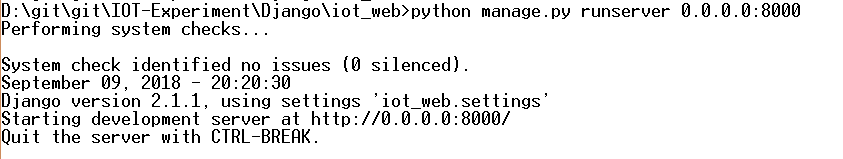 D:\git\git\IOT-Experiment\Django\iot_web>python manage.py runserver 0.0.0.0:8000
Performing system checks...
System check identified no issues (0 silenced).
September 09, 2018 - 20:20:30
Django version 2.1.1, using settings 'iot_web.settings'
Starting development server at http://0.0.0.0:8000/
Quit the server with CTRL-BREAK.